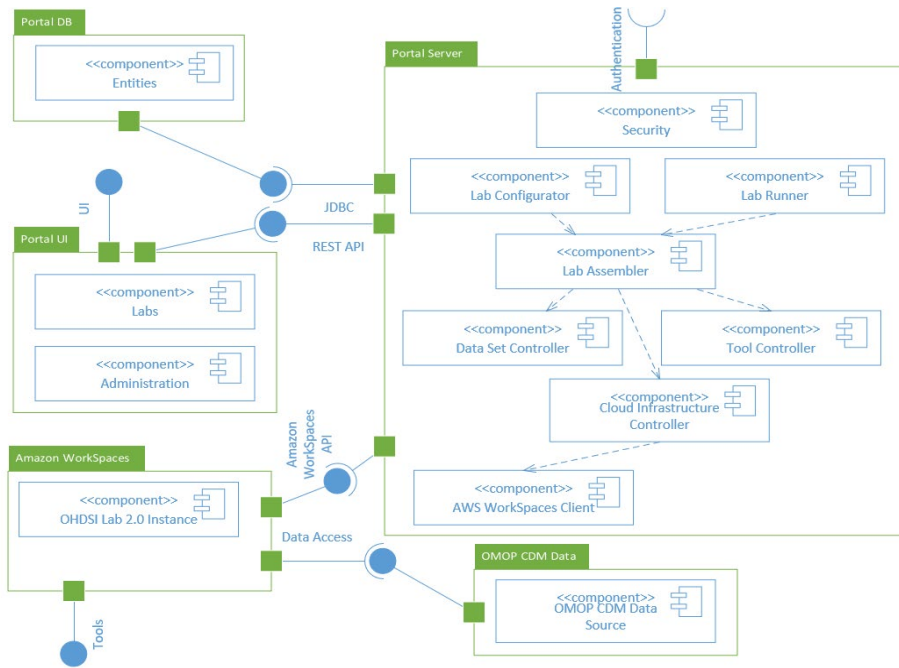 Portal DB
<<component>>
Entities
Portal Server
Authentication
<<component>>
Security
<<component>>
Lab Configurator
<<component>>
Lab Runner
JDBC
REST API
UI
Portal UI
<<component>>
Labs
<<component>>
Administration
<<component>>
Lab Assembler
<<component>>
Data Set Controller
<<component>>
Tool Controller
<<component>>
Cloud Infrastructure
Controller
<<component>>
AWS WorkSpaces Client
Amazon
WorkSpaces
API
Amazon WorkSpaces
<<component>>
OHDSI Lab 2.0 Instance
Data Access
Tools
OMOP CDM Data
<<component>>
OMOP CDM Data
Source